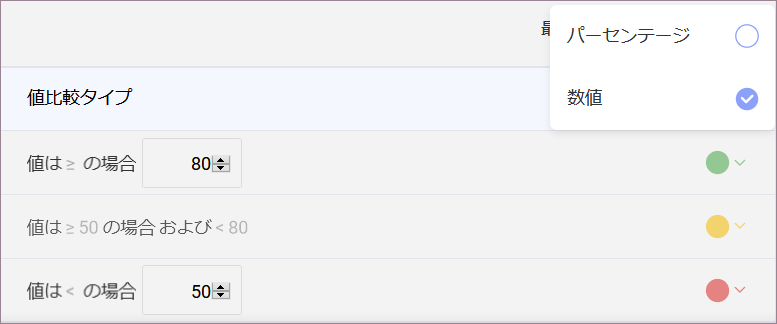 最
パーセンテージ
値比較タイプ
数値
値は ≥ の場合 80
値は ≥ 50 の場合 および < 80
値は < の場合 50